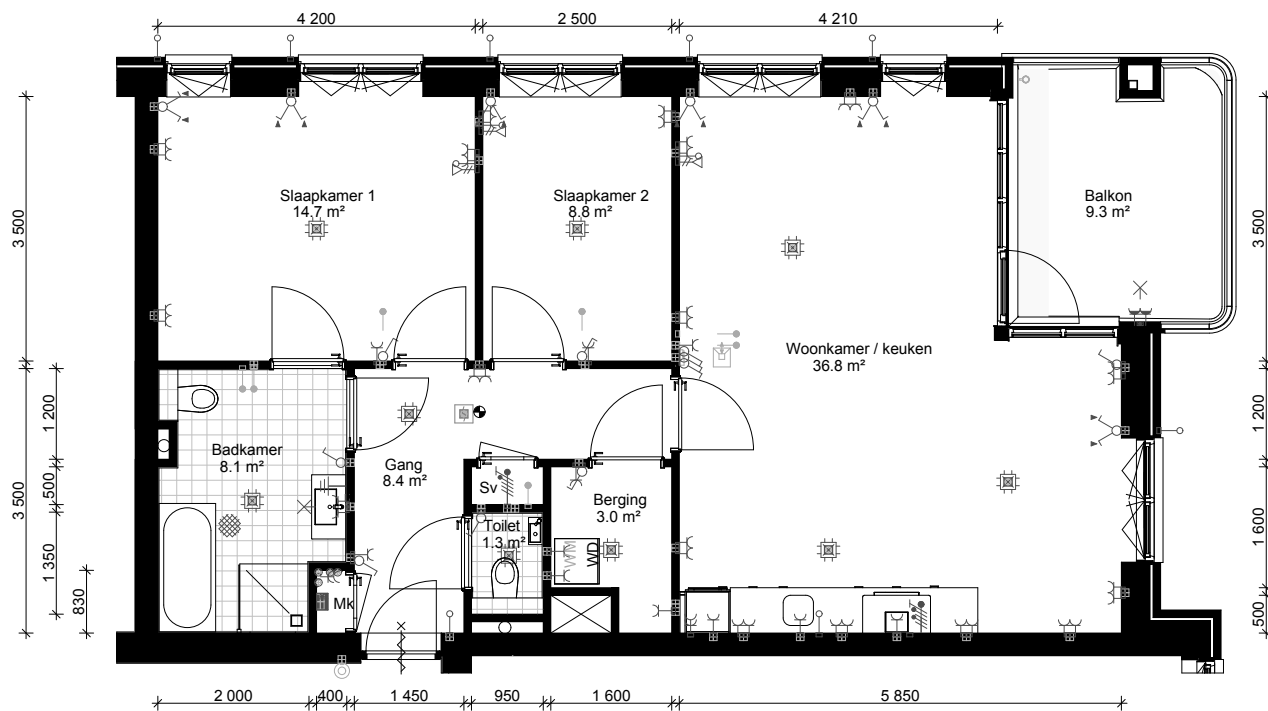 4 200
2 500
4 210
3 500
Slaapkamer 1
14.7 m²
Slaapkamer 2
8.8 m²
Balkon
9.3 m²
3 500
Woonkamer / keuken
36.8 m²
1 200
1 200
Badkamer
8.1 m²
Gang
8.4 m²
Sv
Berging
3.0 m²
3 500
500
1 350
830
Toilet
1.3 m²
WM
WD
Mk
1 600
500
2 000
400
1 450
950
1 600
5 850